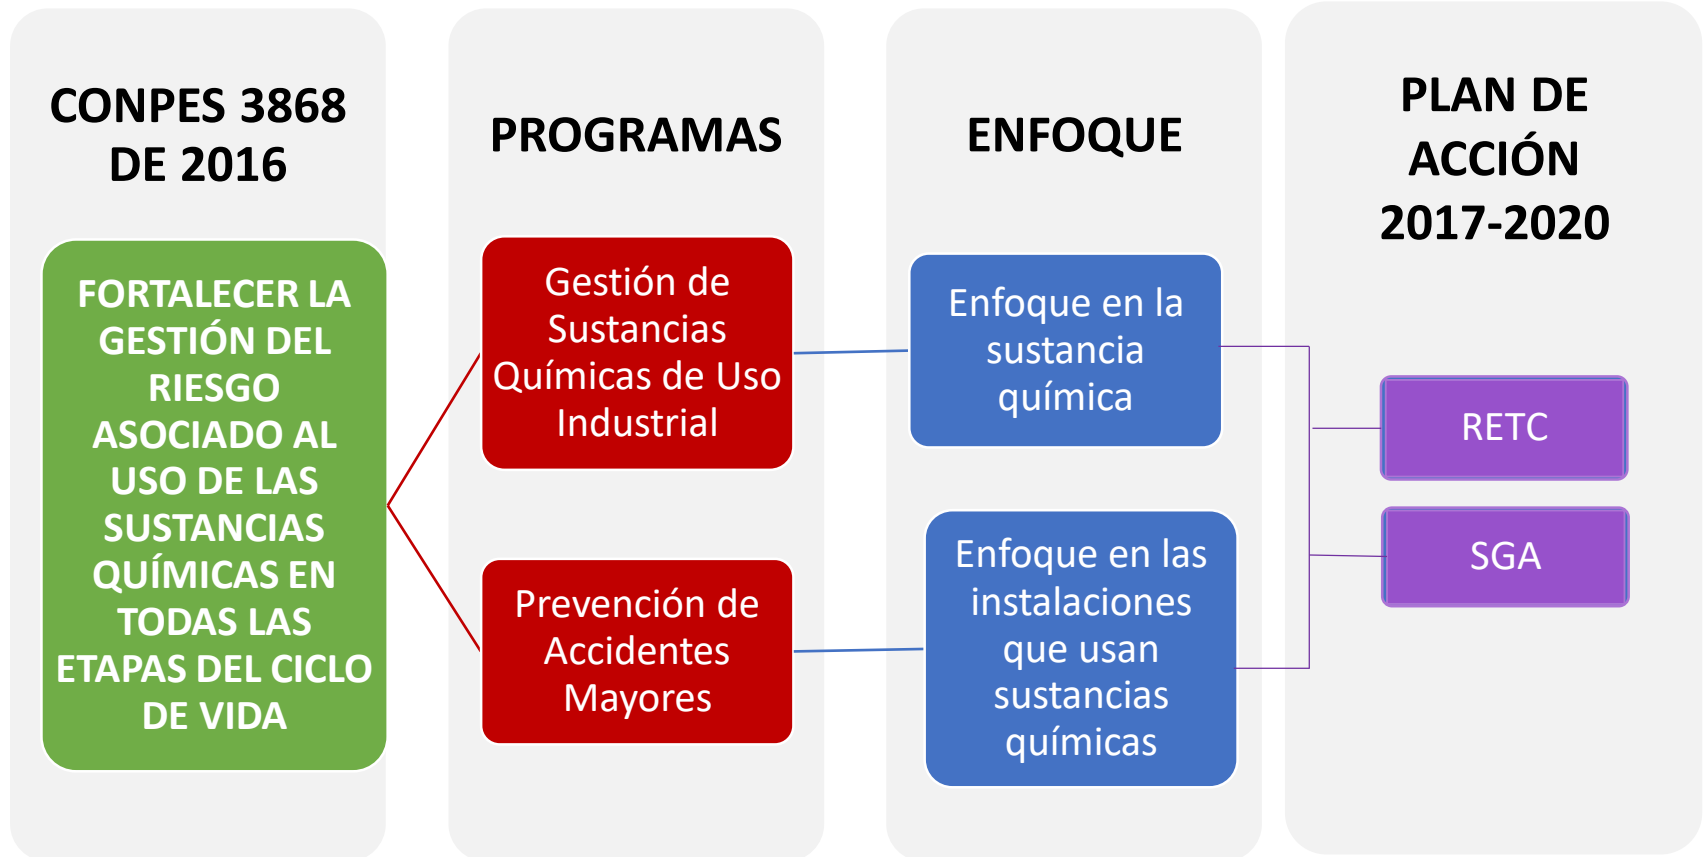 CONPES 3868
DE 2016
FORTALECER LA
GESTIÓN DEL
RIESGO
ASOCIADO AL
USO DE LAS
SUSTANCIAS
QUÍMICAS EN
TODAS LAS
ETAPAS DEL CICLO
DE VIDA
PROGRAMAS
Gestión de
Sustancias
Químicas de Uso
Industrial
Prevención de
Accidentes
Mayores
ENFOQUE
Enfoque en la
sustancia
química
Enfoque en las
instalaciones
que usan
sustancias
químicas
PLAN DE
ACCIÓN
2017-2020
RETC
SGA